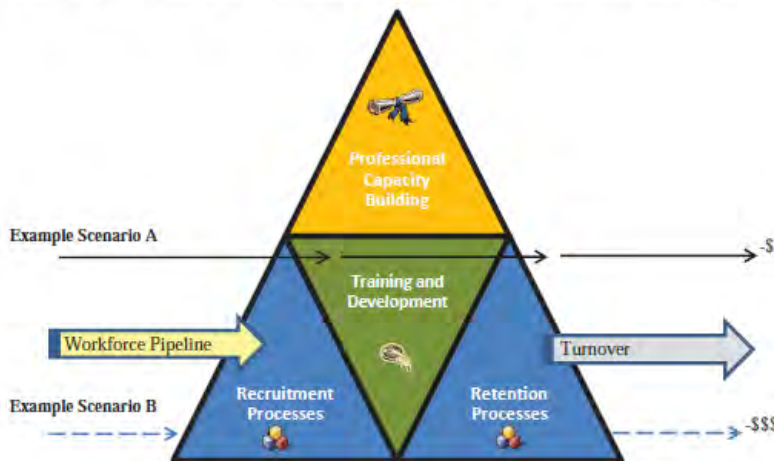 Professional
Capacity
Building
Example Scenario A
-$
Training and
Development
Workforce Pipeline
Turnover
Recruitment
Processes
Retention
Processes
Example Scenario B
-$$$